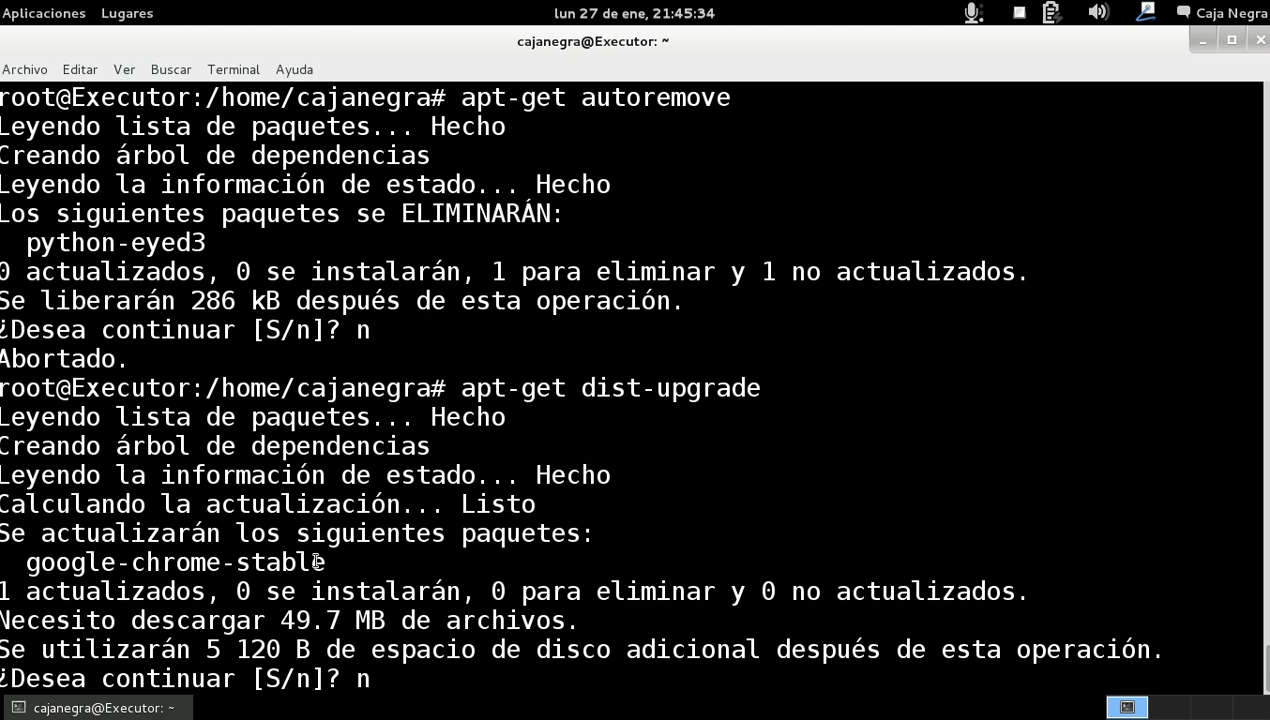 Aplicaciones Lugares lun 27 de ene, 21:45:34 Caja Negra
cajanegra@Executor: ~
Archivo Editar Ver Buscar Terminal Ayuda
root@Executor:/home/cajanegra# apt-get autoremove
Leyendo lista de paquetes... Hecho
Creando árbol de dependencias
Leyendo la información de estado... Hecho
Los siguientes paquetes se ELIMINARÁN:
python-eyed3
0 actualizados, 0 se instalarán, 1 para eliminar y 1 no actualizados.
Se liberarán 286 kB después de esta operación.
¿Desea continuar [S/n]? n
Abortado.
root@Executor:/home/cajanegra# apt-get dist-upgrade
Leyendo lista de paquetes... Hecho
Creando árbol de dependencias
Leyendo la información de estado... Hecho
Calculando la actualización... Listo
Se actualizarán los siguientes paquetes:
google-chrome-stable
1 actualizados, 0 se instalarán, 0 para eliminar y 0 no actualizados.
Necesito descargar 49.7 MB de archivos.
Se utilizarán 5 120 B de espacio de disco adicional después de esta operación.
¿Desea continuar [S/n]? n
cajanegra@Executor: ~